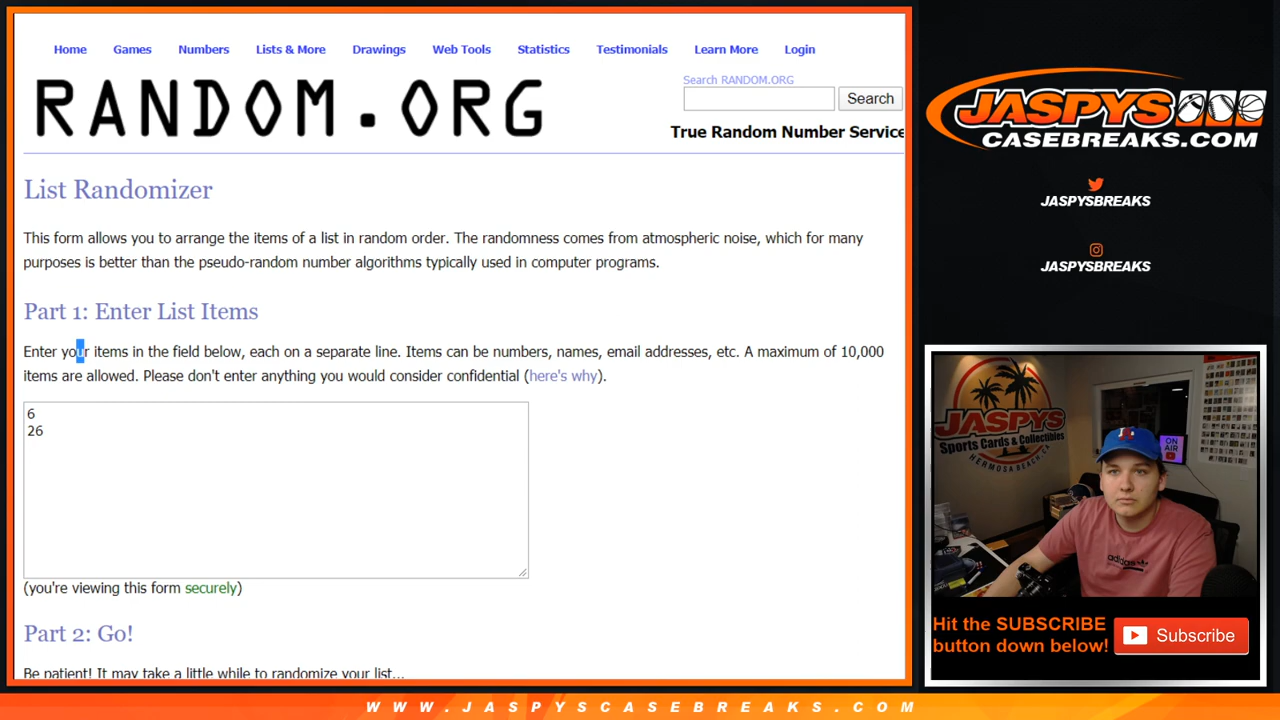 Home Games Numbers Lists & More Drawings Web Tools Statistics Testimonials Learn More Login
RANDOM.ORG
Search RANDOM.ORG
Search
True Random Number Service
List Randomizer
This form allows you to arrange the items of a list in random order. The randomness comes from atmospheric noise, which for many
purposes is better than the pseudo-random number algorithms typically used in computer programs.
Part 1: Enter List Items
Enter your items in the field below, each on a separate line. Items can be numbers, names, email addresses, etc. A maximum of 10,000
items are allowed. Please don't enter anything you would consider confidential (here's why).
6
26
(you're viewing this form securely)
Part 2: Go!
Be patient! It may take a little while to randomize your list...
JASPYS
CASEBREAKS.COM
JASPYSBREAKS
JASPYSBREAKS
JASPYS
Sports Cards & Collectibles
HERMOSA BEACH, CA
ON
AIR
adidas
Hit the SUBSCRIBE
button down below!
Subscribe
WWW.JASPYSCASEBREAKS.COM